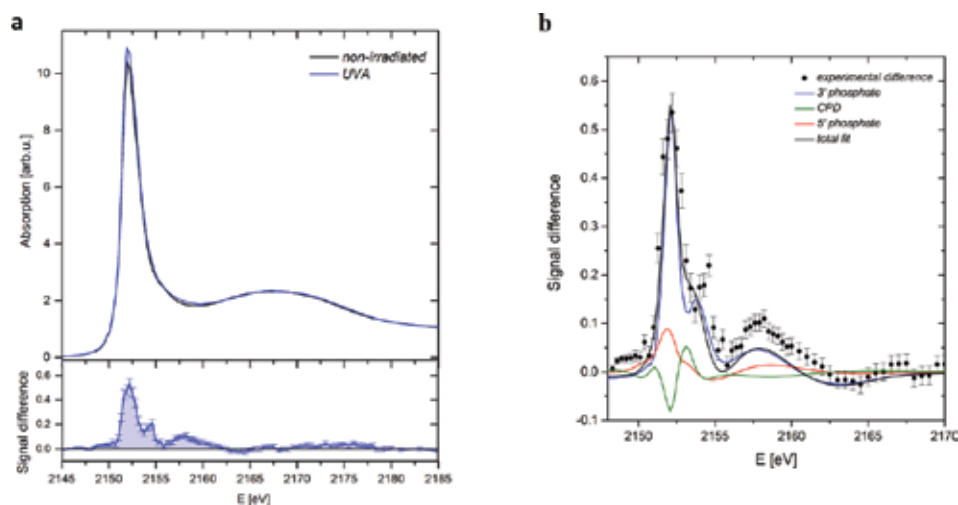 a
non-irradiated
UVA
Absorption [arb.u.]
10
8
6
4
2
0
Signal difference
0.6
0.4
0.2
0.0
2145 2150 2155 2160 2165 2170 2175 2180 2185
E [eV]
b
experimental difference
3' phosphate
CPD
5' phosphate
total fit
Signal difference
0.6
0.5
0.4
0.3
0.2
0.1
0.0
-0.1
2150 2155 2160 2165 2170
E [eV]